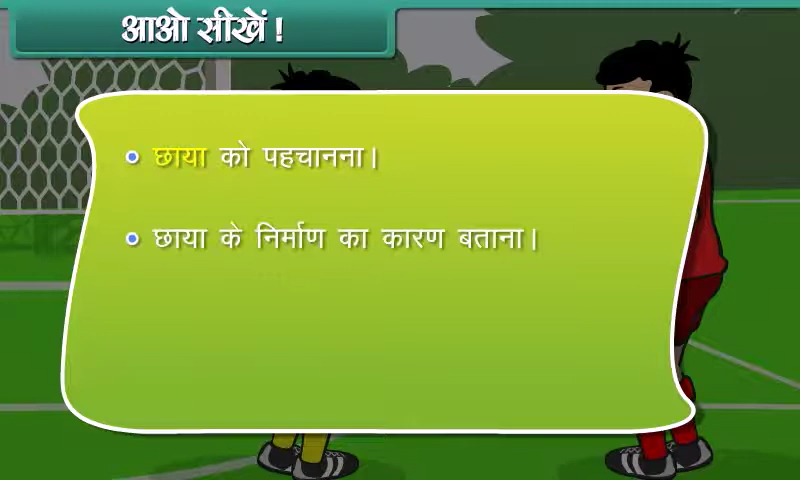 आओ सीखें!
छाया को पहचानना।
छाया के निर्माण का कारण बताना।